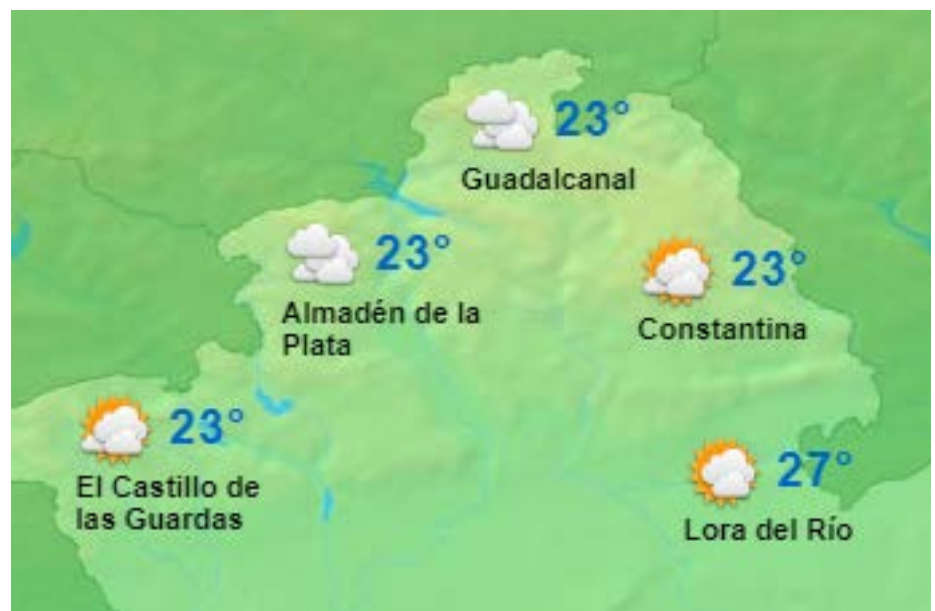 23°
Guadalcanal
23°
Almadén de la
Plata
23°
Constantina
23°
El Castillo de
las Guardas
27°
Lora del Río